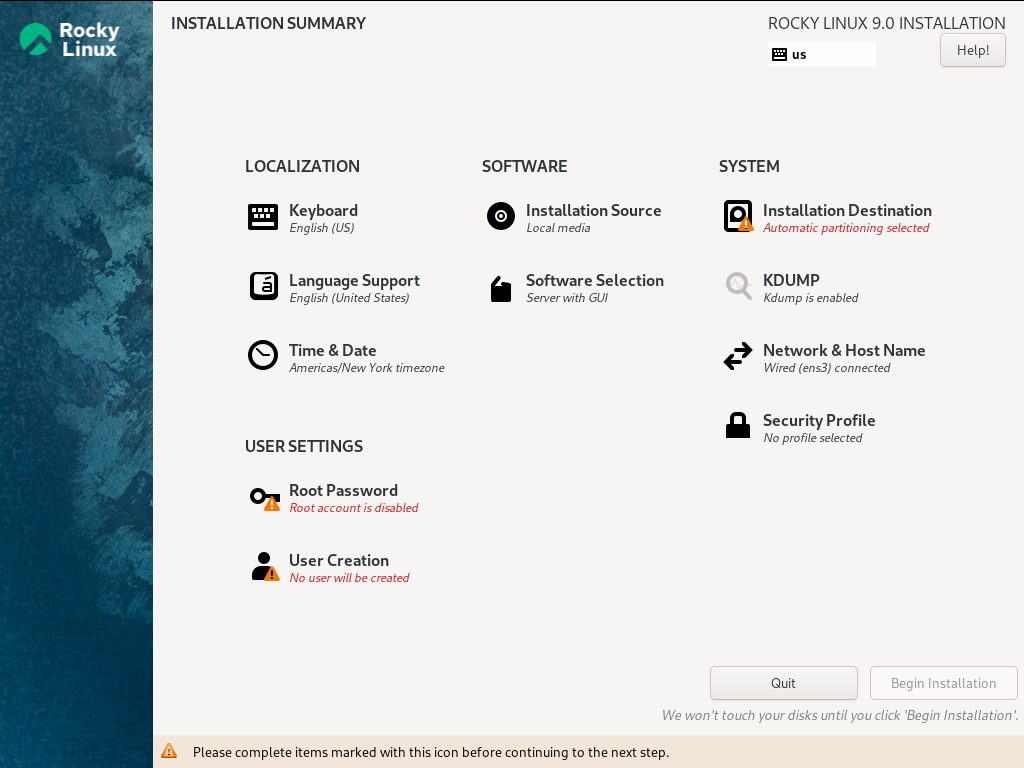 Rocky
Linux
INSTALLATION SUMMARY
ROCKY LINUX 9.0 INSTALLATION
us
Help!
LOCALIZATION
Keyboard
English (US)
Language Support
English (United States)
Time & Date
Americas/New York timezone
SOFTWARE
Installation Source
Local media
Software Selection
Server with GUI
SYSTEM
Installation Destination
Automatic partitioning selected
KDUMP
Kdump is enabled
Network & Host Name
Wired (ens3) connected
Security Profile
No profile selected
USER SETTINGS
Root Password
Root account is disabled
User Creation
No user will be created
Quit
Begin Installation
We won't touch your disks until you click 'Begin Installation'.
Please complete items marked with this icon before continuing to the next step.